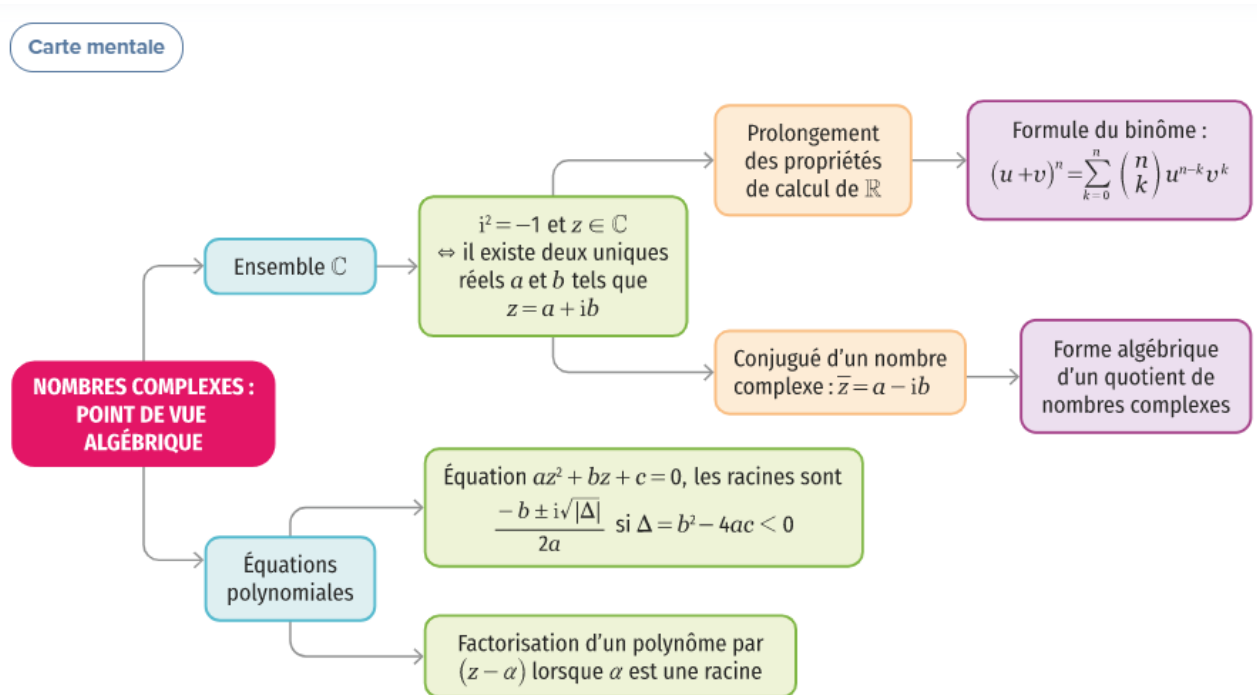 Carte mentale
Prolongement
des propriétés
de calcul de ℝ
Formule du binôme :
(u + v)ⁿ = ∑ₖ₌₀ⁿ (n k) uⁿ⁻ᵏ vᵏ
i² = −1 et z ∈ ℂ
⇔ il existe deux uniques
réels a et b tels que
z = a + ib
Ensemble ℂ
Conjugué d'un nombre
complexe : z̅ = a − ib
Forme algébrique
d'un quotient de
nombres complexes
NOMBRES COMPLEXES :
POINT DE VUE
ALGÉBRIQUE
Équation az² + bz + c = 0, les racines sont
(−b ± i√|Δ|)/2a si Δ = b² − 4ac < 0
Équations
polynomiales
Factorisation d'un polynôme par
(z − α) lorsque α est une racine